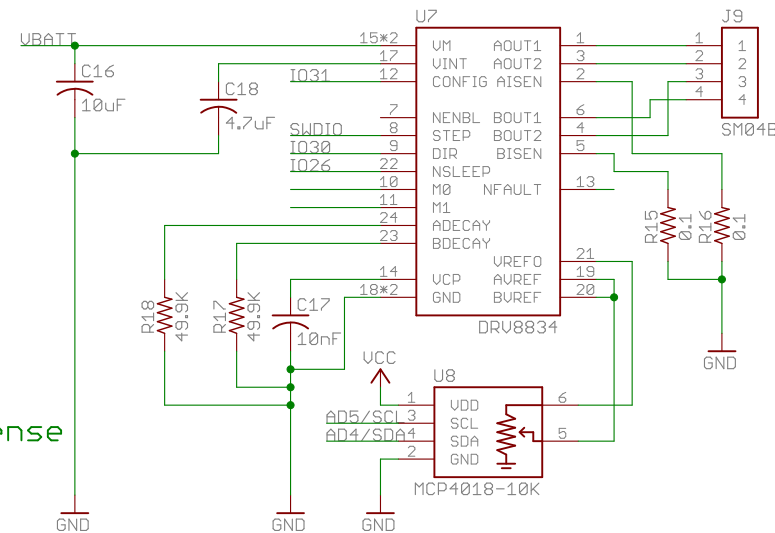 U7
J9
VBATT
15*2
VM
AOUT1
1
1
1
17
VINT
AOUT2
3
2
2
C16
10uF
IO31
12
CONFIG
AISEN
2
3
3
C18
4.7uF
4
4
7
NENBL
BOUT1
6
SWDIO
8
STEP
BOUT2
4
SM04B
IO30
9
DIR
BISEN
5
IO26
22
NSLEEP
10
M0
NFAULT
13
11
M1
24
ADECAY
23
BDECAY
R15
0.1
R16
0.1
VREFO
21
14
VCP
AVREF
19
18*2
GND
BVREF
20
R18
49.9K
R17
49.9K
C17
10nF
DRV8834
GND
VCC
U8
1
VDD
6
AD5/SCL
3
SCL
AD4/SDA
4
SDA
5
2
GND
ense
MCP4018-10K
GND
GND
GND